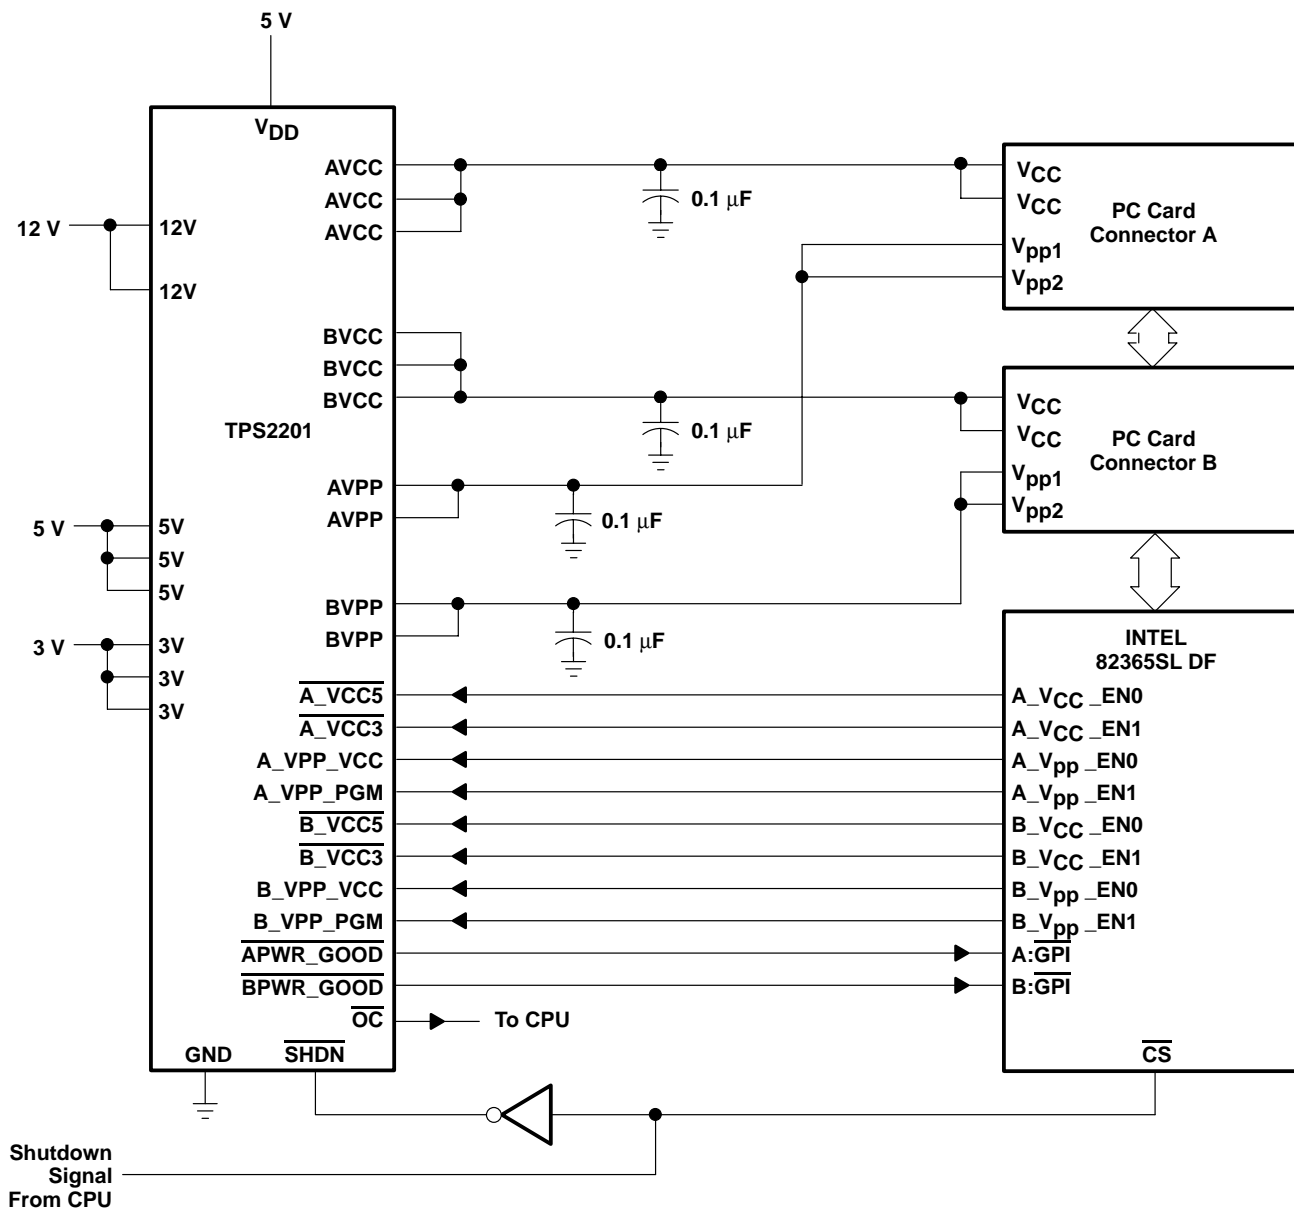 5 V
VDD
AVCC
AVCC
AVCC
12 V
12V
12V
0.1 µF
VCC
VCC
Vpp1
Vpp2
PC Card
Connector A
BVCC
BVCC
BVCC
TPS2201
0.1 µF
VCC
VCC
Vpp1
Vpp2
PC Card
Connector B
AVPP
AVPP
0.1 µF
5 V
5V
5V
5V
BVPP
BVPP
0.1 µF
3 V
3V
3V
3V
INTEL
82365SL DF
A_VCC5
A_VCC_EN0
A_VCC3
A_VCC_EN1
A_VPP_VCC
A_Vpp_EN0
A_VPP_PGM
A_Vpp_EN1
B_VCC5
B_VCC_EN0
B_VCC3
B_VCC_EN1
B_VPP_VCC
B_Vpp_EN0
B_VPP_PGM
B_Vpp_EN1
APWR_GOOD
A:GPI
BPWR_GOOD
B:GPI
OC
To CPU
GND
SHDN
CS
Shutdown
Signal
From CPU